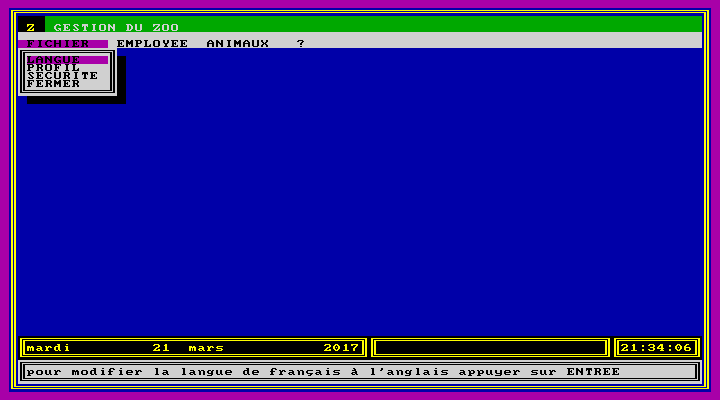 Z GESTION DU ZOO
FICHIER EMPLOYEE ANIMAUX ?
LANGUE
PROFIL
SECURITE
FERMER
mardi 21 mars 2017 21:34:06
pour modifier la langue de français à l'anglais appuyer sur ENTREE